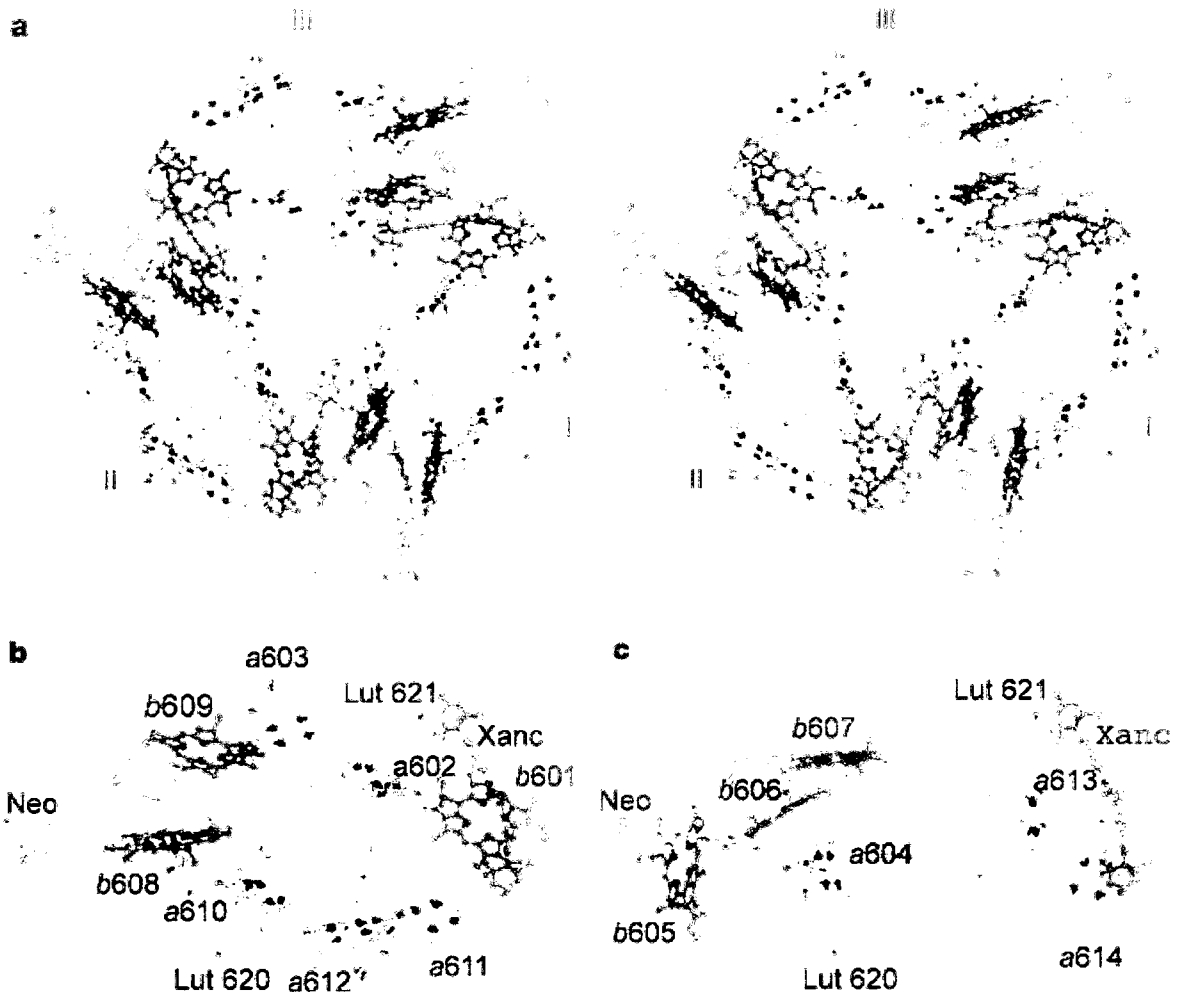 a
III
III
I
I
II
II
b
a603
Lut 621
b609
Xanc
a602
b601
Neo
b608
a610
Lut 620
a612
a611
c
Lut 621
b607
Xanc
b606
a613
Neo
a604
b605
a614
Lut 620